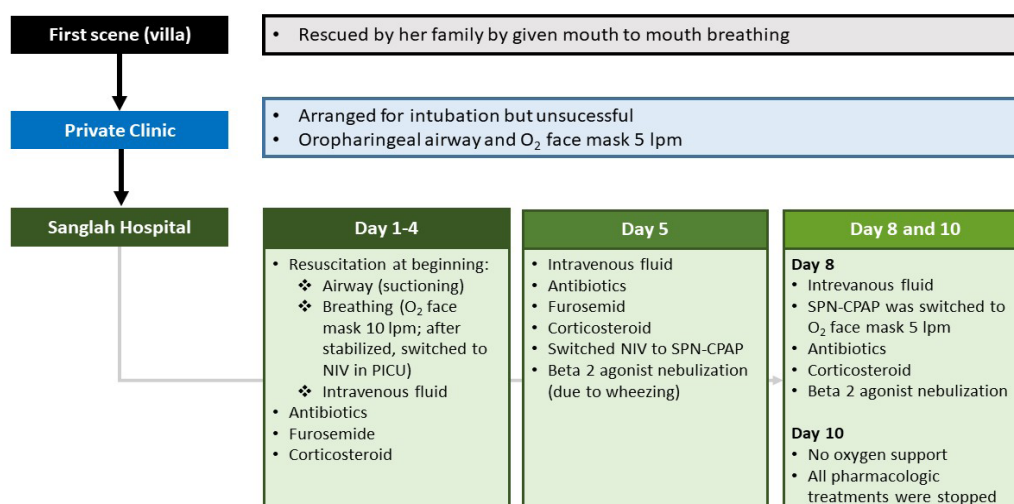 First scene (villa)
• Rescued by her family by given mouth to mouth breathing
Private Clinic
• Arranged for intubation but unsucessful
• Oropharingeal airway and O₂ face mask 5 lpm
Sanglah Hospital
Day 1-4
• Resuscitation at beginning:
❖ Airway (suctioning)
❖ Breathing (O₂ face
mask 10 lpm; after
stabilized, switched to
NIV in PICU)
❖ Intravenous fluid
• Antibiotics
• Furosemide
• Corticosteroid
Day 5
• Intravenous fluid
• Antibiotics
• Furosemid
• Corticosteroid
• Switched NIV to SPN-CPAP
• Beta 2 agonist nebulization
(due to wheezing)
Day 8 and 10
Day 8
• Intrevanous fluid
• SPN-CPAP was switched to
O₂ face mask 5 lpm
• Antibiotics
• Corticosteroid
• Beta 2 agonist nebulization
Day 10
• No oxygen support
• All pharmacologic
treatments were stopped